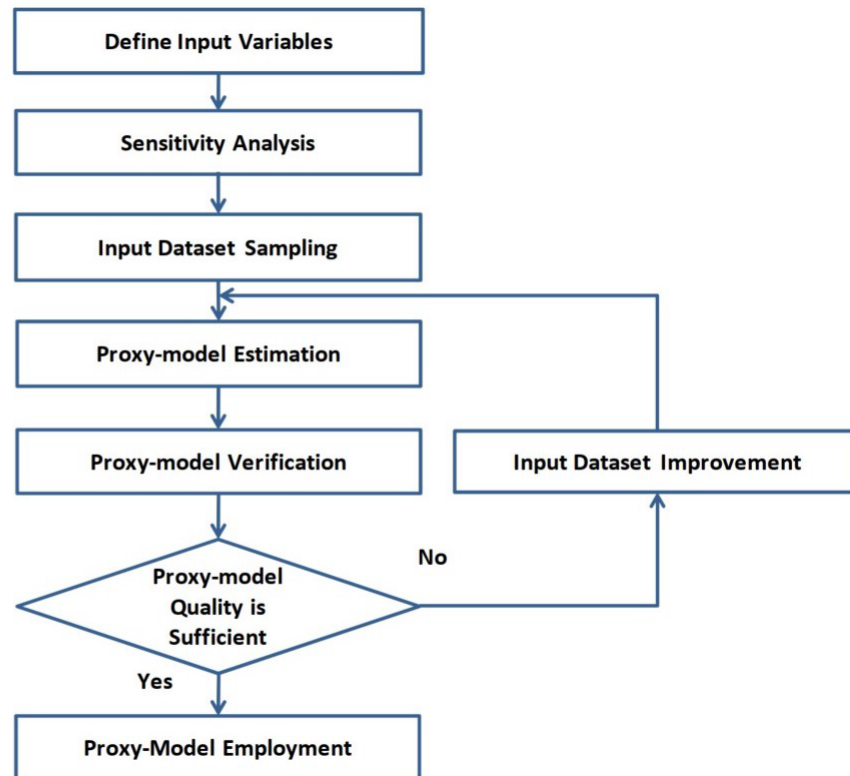 Define Input Variables
Sensitivity Analysis
Input Dataset Sampling
Proxy-model Estimation
Proxy-model Verification
Input Dataset Improvement
No
Proxy-model
Quality is
Sufficient
Yes
Proxy-Model Employment